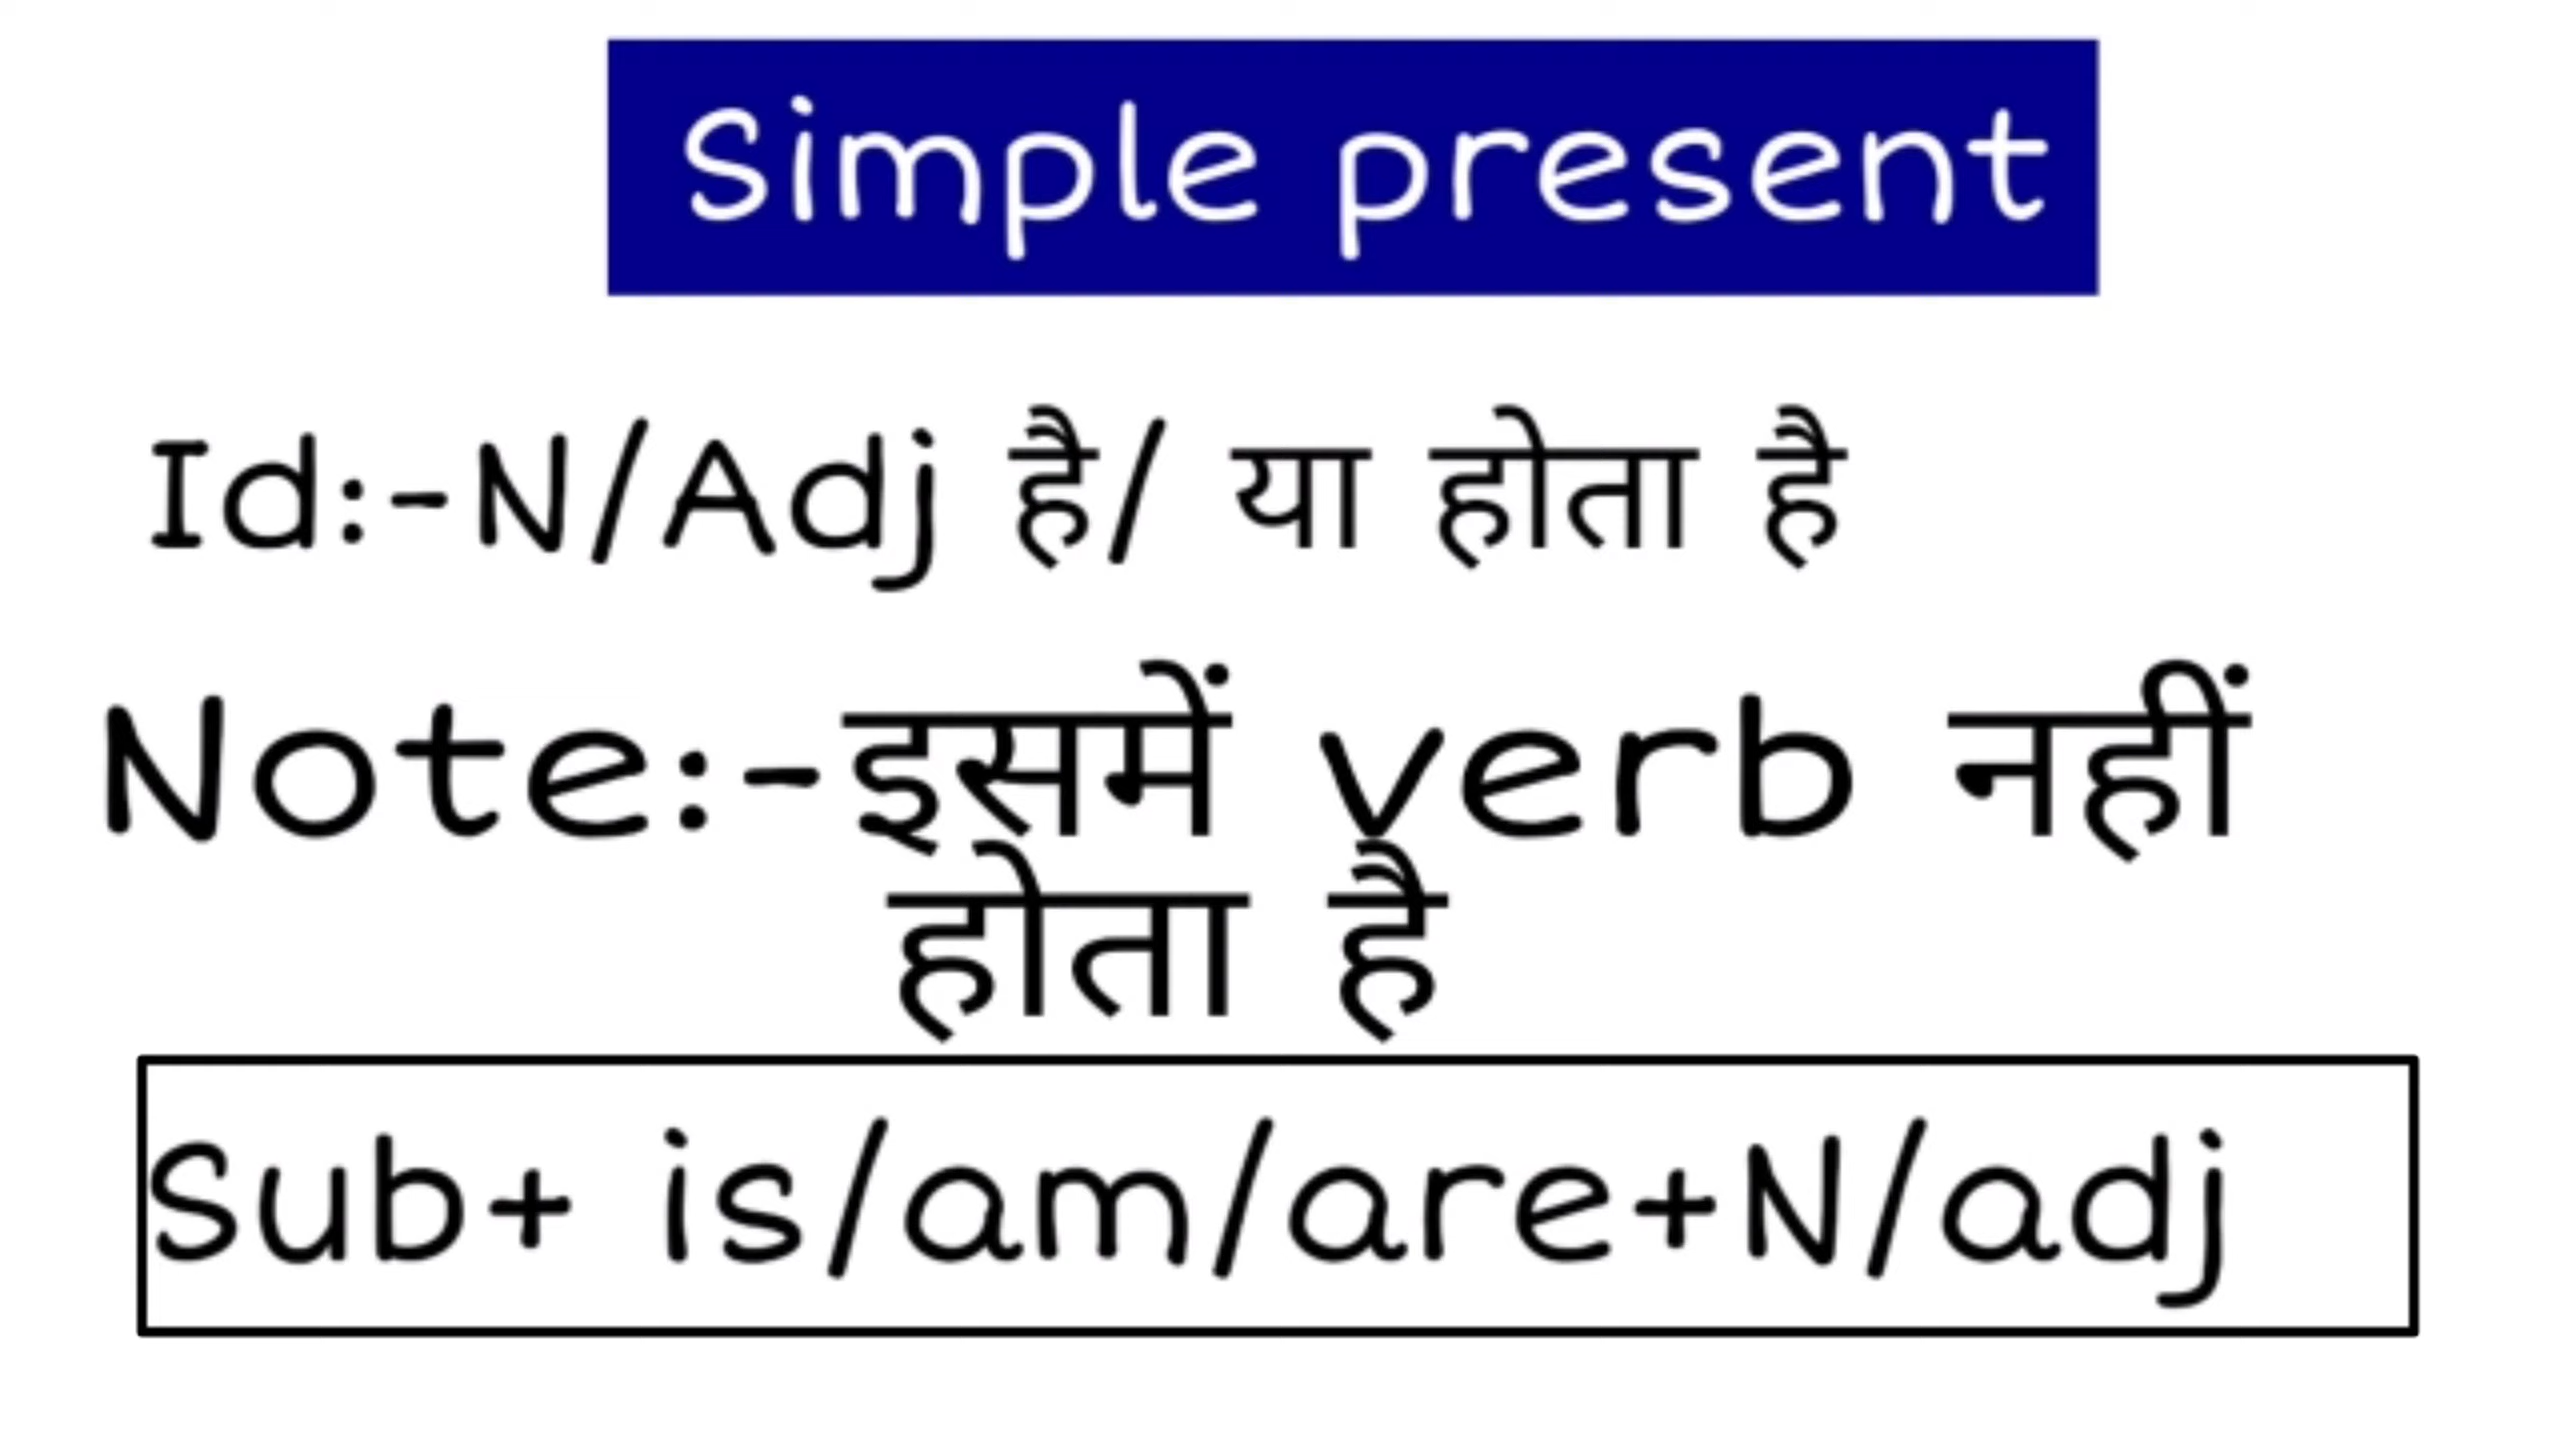 Simple present
Id:-N/Adj है/ या होता है
Note:-इसमें verb नहीं
होता है
Sub+ is/am/are+N/adj